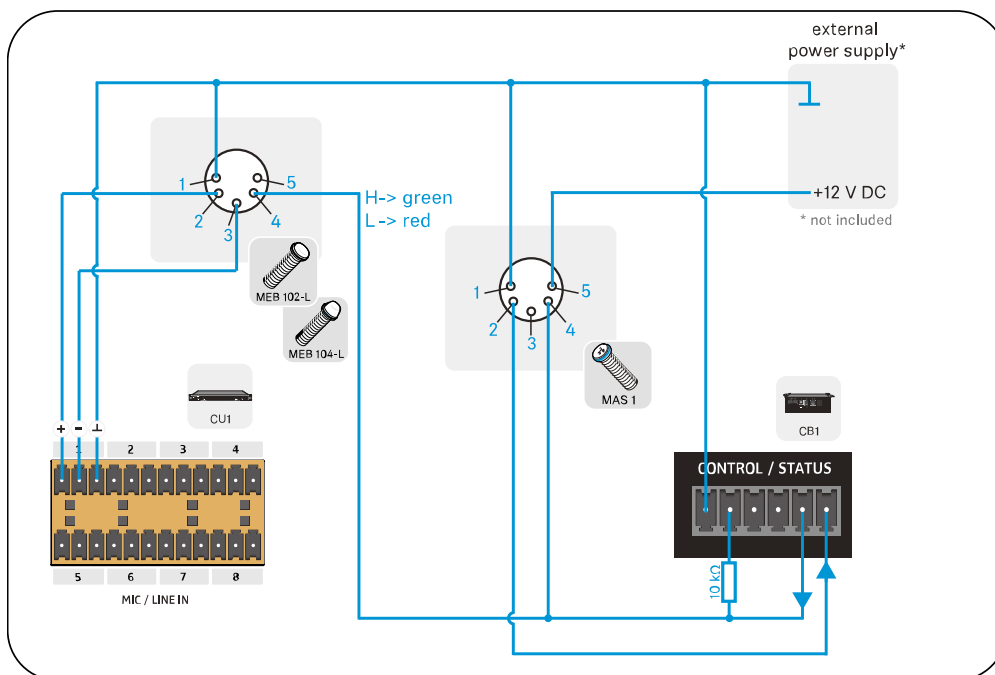 external
power supply*
1
5
2
4
3
H-> green
L-> red
+12 V DC
* not included
MEB 102-L
MEB 104-L
1
5
2
4
3
MAS 1
CU1
CB1
+ − ⊥
1 2 3 4
5 6 7 8
MIC / LINE IN
CONTROL / STATUS
10 kΩ